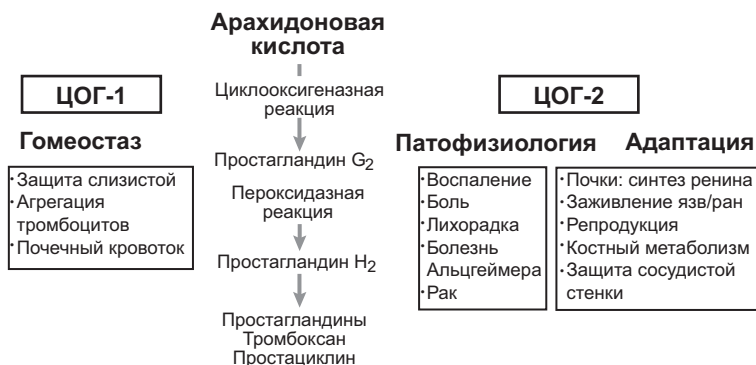 Арахидоновая
кислота
Циклооксигеназная
реакция
Простагландин G2
Пероксидазная
реакция
Простагландин H2
Простагландины
Тромбоксан
Простациклин
ЦОГ-1
Гомеостаз
·Защита слизистой
·Агрегация
тромбоцитов
·Почечный кровоток
ЦОГ-2
Патофизиология
·Воспаление
·Боль
·Лихорадка
·Болезнь
Альцгеймера
·Рак
Адаптация
·Почки: синтез ренина
·Заживление язв/ран
·Репродукция
·Костный метаболизм
·Защита сосудистой
стенки